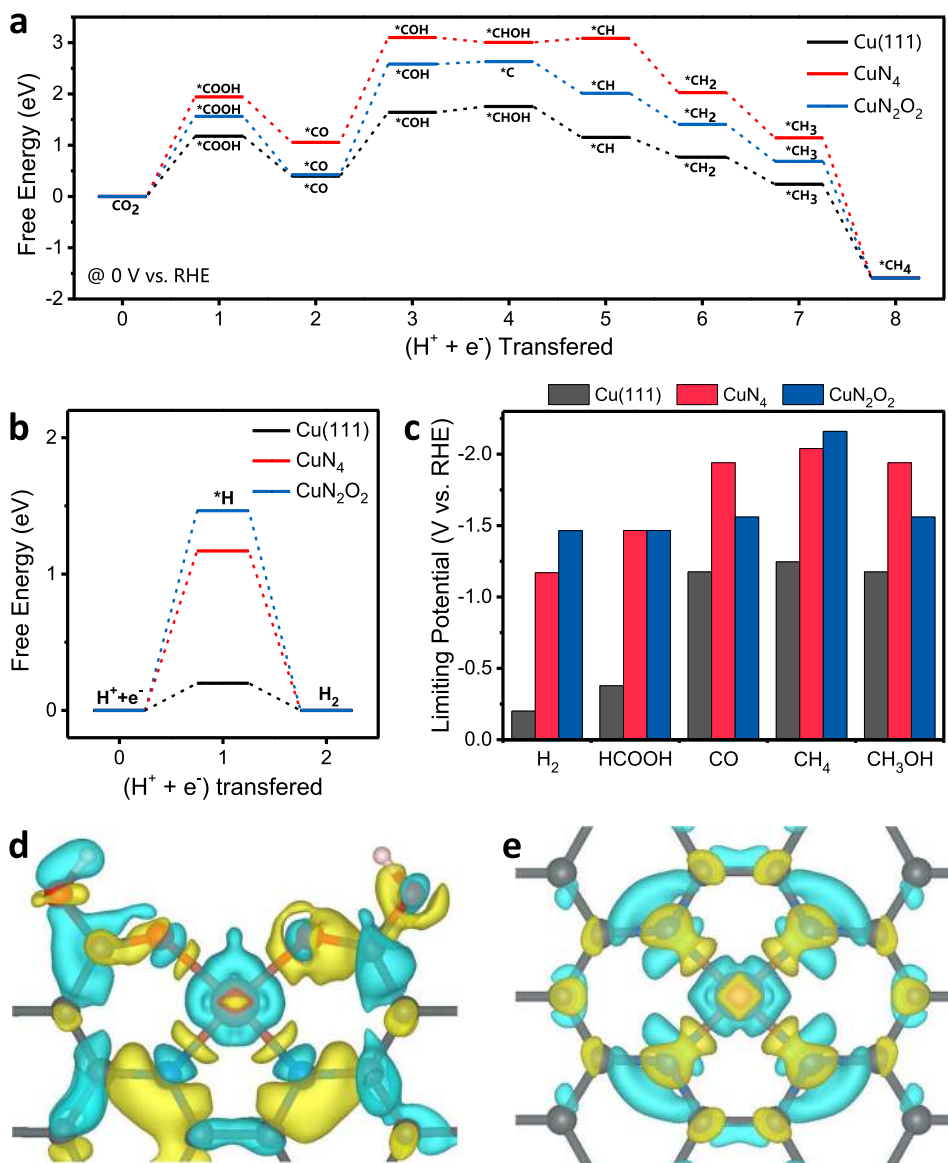 a
Cu(111)
CuN4
CuN2O2
Free Energy (eV)
3
2
1
0
-1
-2
CO2
*COOH
*COOH
*COOH
*CO
*CO
*CO
*COH
*COH
*COH
*CHOH
*C
*CHOH
*CH
*CH
*CH
*CH2
*CH2
*CH2
*CH3
*CH3
*CH3
*CH4
@ 0 V vs. RHE
0 1 2 3 4 5 6 7 8
(H+ + e-) Transfered
b
Cu(111)
CuN4
CuN2O2
Free Energy (eV)
2
1
0
*H
H++e-
H2
0 1 2
(H+ + e-) transfered
c
Cu(111) CuN4 CuN2O2
Limiting Potential (V vs. RHE)
-2.0
-1.5
-1.0
-0.5
0.0
H2 HCOOH CO CH4 CH3OH
d
e